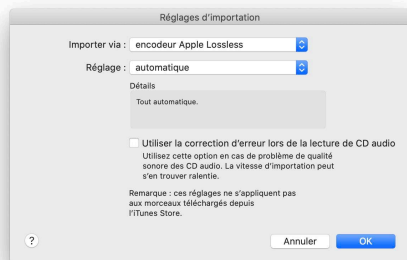 Réglages d'importation
Importer via : encodeur Apple Lossless
Réglage : automatique
Détails
Tout automatique.
Utiliser la correction d'erreur lors de la lecture de CD audio
Utilisez cette option en cas de problème de qualité
sonore des CD audio. La vitesse d'importation peut
s'en trouver ralentie.
Remarque : ces réglages ne s'appliquent pas
aux morceaux téléchargés depuis
l'iTunes Store.
? Annuler OK